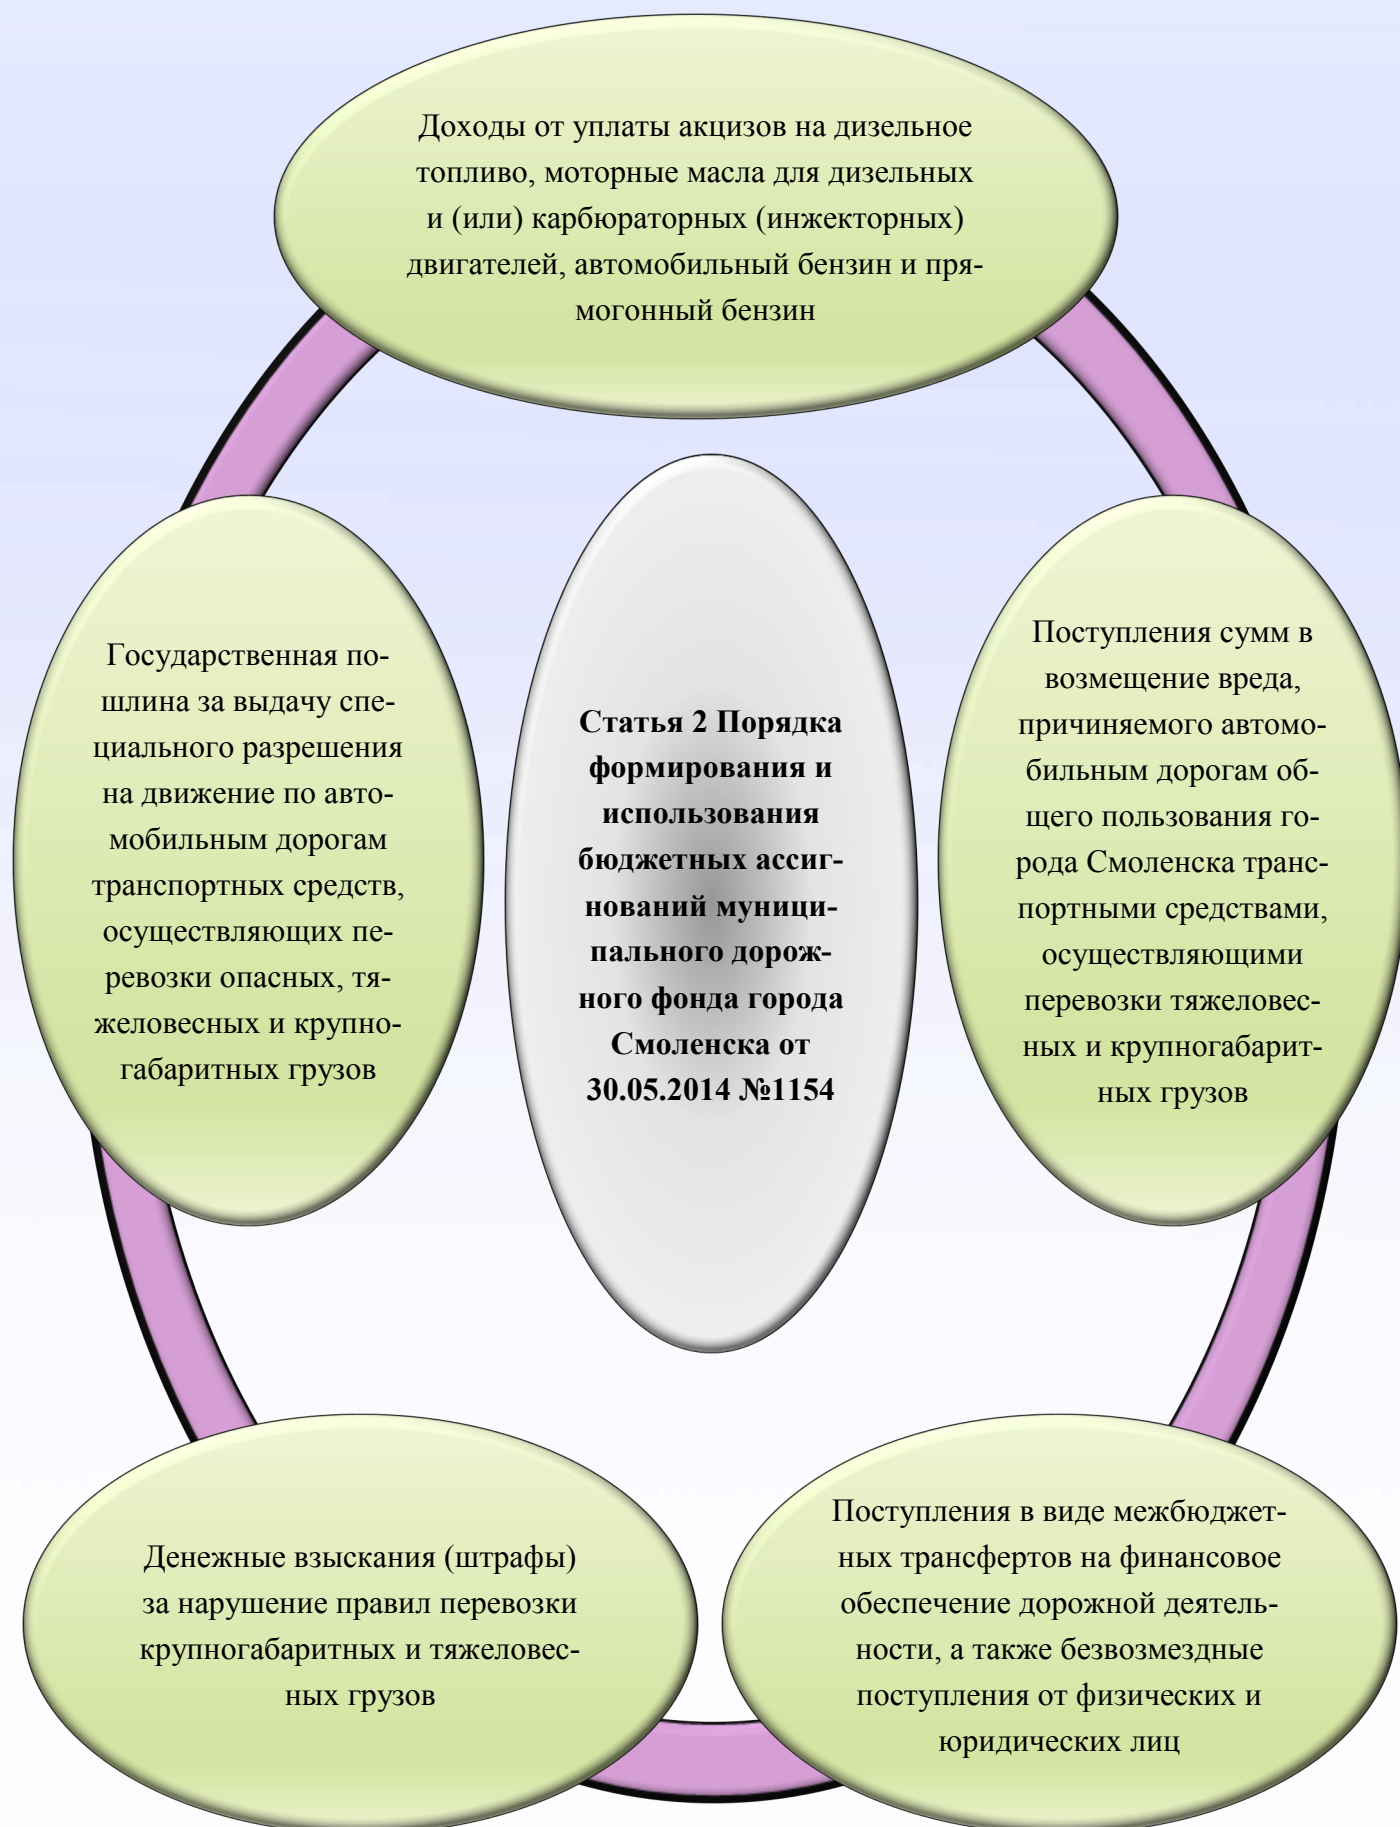 Доходы от уплаты акцизов на дизельное
топливо, моторные масла для дизельных
и (или) карбюраторных (инжекторных)
двигателей, автомобильный бензин и пря-
могонный бензин
Государственная по-
шлина за выдачу спе-
циального разрешения
на движение по авто-
мобильным дорогам
транспортных средств,
осуществляющих пе-
ревозки опасных, тя-
желовесных и крупно-
габаритных грузов
Статья 2 Порядка
формирования и
использования
бюджетных ассиг-
нований муници-
пального дорож-
ного фонда города
Смоленска от
30.05.2014 №1154
Поступления сумм в
возмещение вреда,
причиняемого автомо-
бильным дорогам об-
щего пользования го-
рода Смоленска транс-
портными средствами,
осуществляющими
перевозки тяжеловес-
ных и крупногабарит-
ных грузов
Денежные взыскания (штрафы)
за нарушение правил перевозки
крупногабаритных и тяжеловес-
ных грузов
Поступления в виде межбюджет-
ных трансфертов на финансовое
обеспечение дорожной деятель-
ности, а также безвозмездные
поступления от физических и
юридических лиц